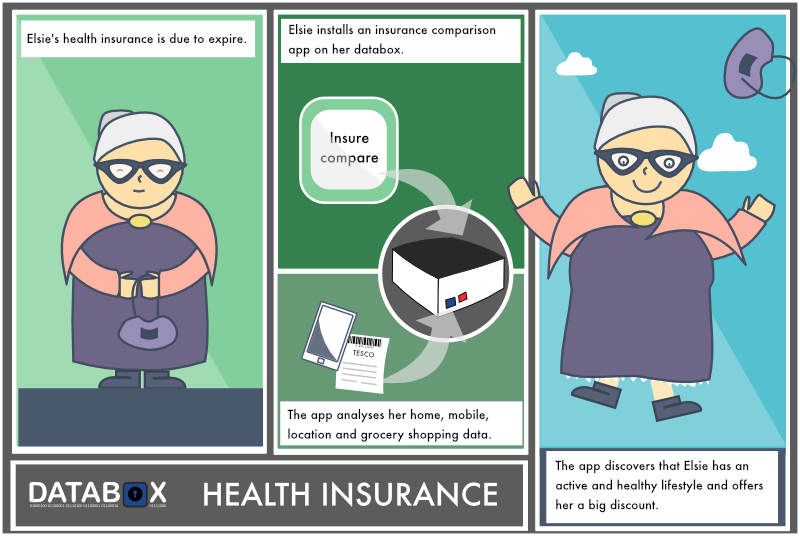 Elsie's health insurance is due to expire.
Elsie installs an insurance comparison
app on her databox.
Insure
compare
TESCO
The app analyses her home, mobile,
location and grocery shopping data.
The app discovers that Elsie has an
active and healthy lifestyle and offers
her a big discount.
DATABOX
HEALTH INSURANCE